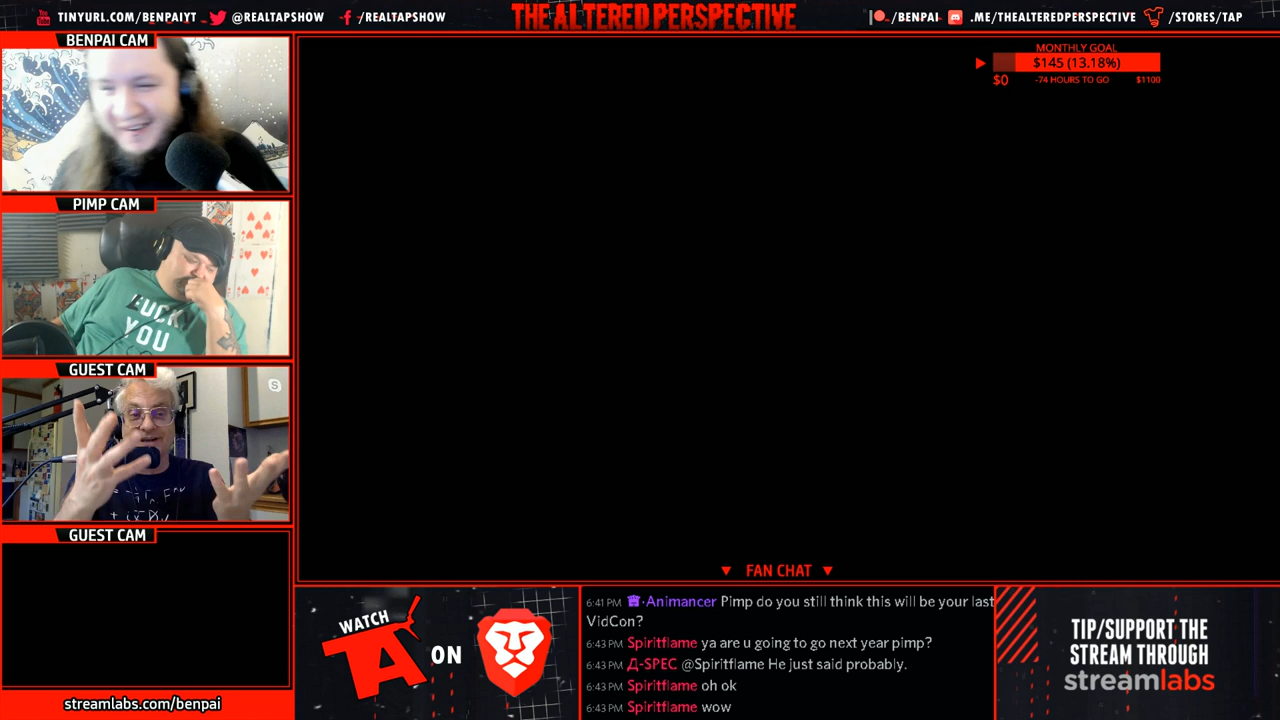 TINYURL.COM/BENPAIYT
@REALTAPSHOW
/REALTAPSHOW
THE ALTERED PERSPECTIVE
/BENPAI
.ME/THEALTEREDPERSPECTIVE
/STORES/TAP
BENPAI CAM
MONTHLY GOAL
$145 (13.18%)
$0
-74 HOURS TO GO
$1100
PIMP CAM
FUCK
YOU
GUEST CAM
GUEST CAM
streamlabs.com/benpai
FAN CHAT
WATCH
TA
ON
6:41 PM Animancer Pimp do you still think this will be your last
VidCon?
6:43 PM Spiritflame ya are u going to go next year pimp?
6:43 PM Д-SPEC @Spiritflame He just said probably.
6:43 PM Spiritflame oh ok
6:43 PM Spiritflame wow
TIP/SUPPORT THE
STREAM THROUGH
streamlabs